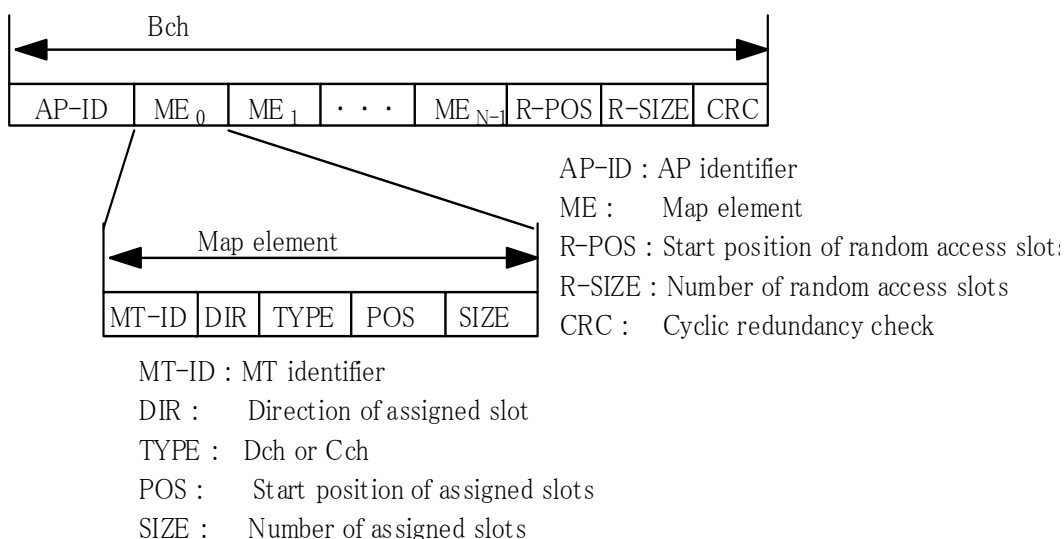 Bch
AP-ID ME 0 ME 1 · · · ME N-1 R-POS R-SIZE CRC
AP-ID : AP identifier
ME : Map element
R-POS : Start position of random access slots
R-SIZE : Number of random access slots
CRC : Cyclic redundancy check
Map element
MT-ID DIR TYPE POS SIZE
MT-ID : MT identifier
DIR : Direction of assigned slot
TYPE : Dch or Cch
POS : Start position of assigned slots
SIZE : Number of assigned slots